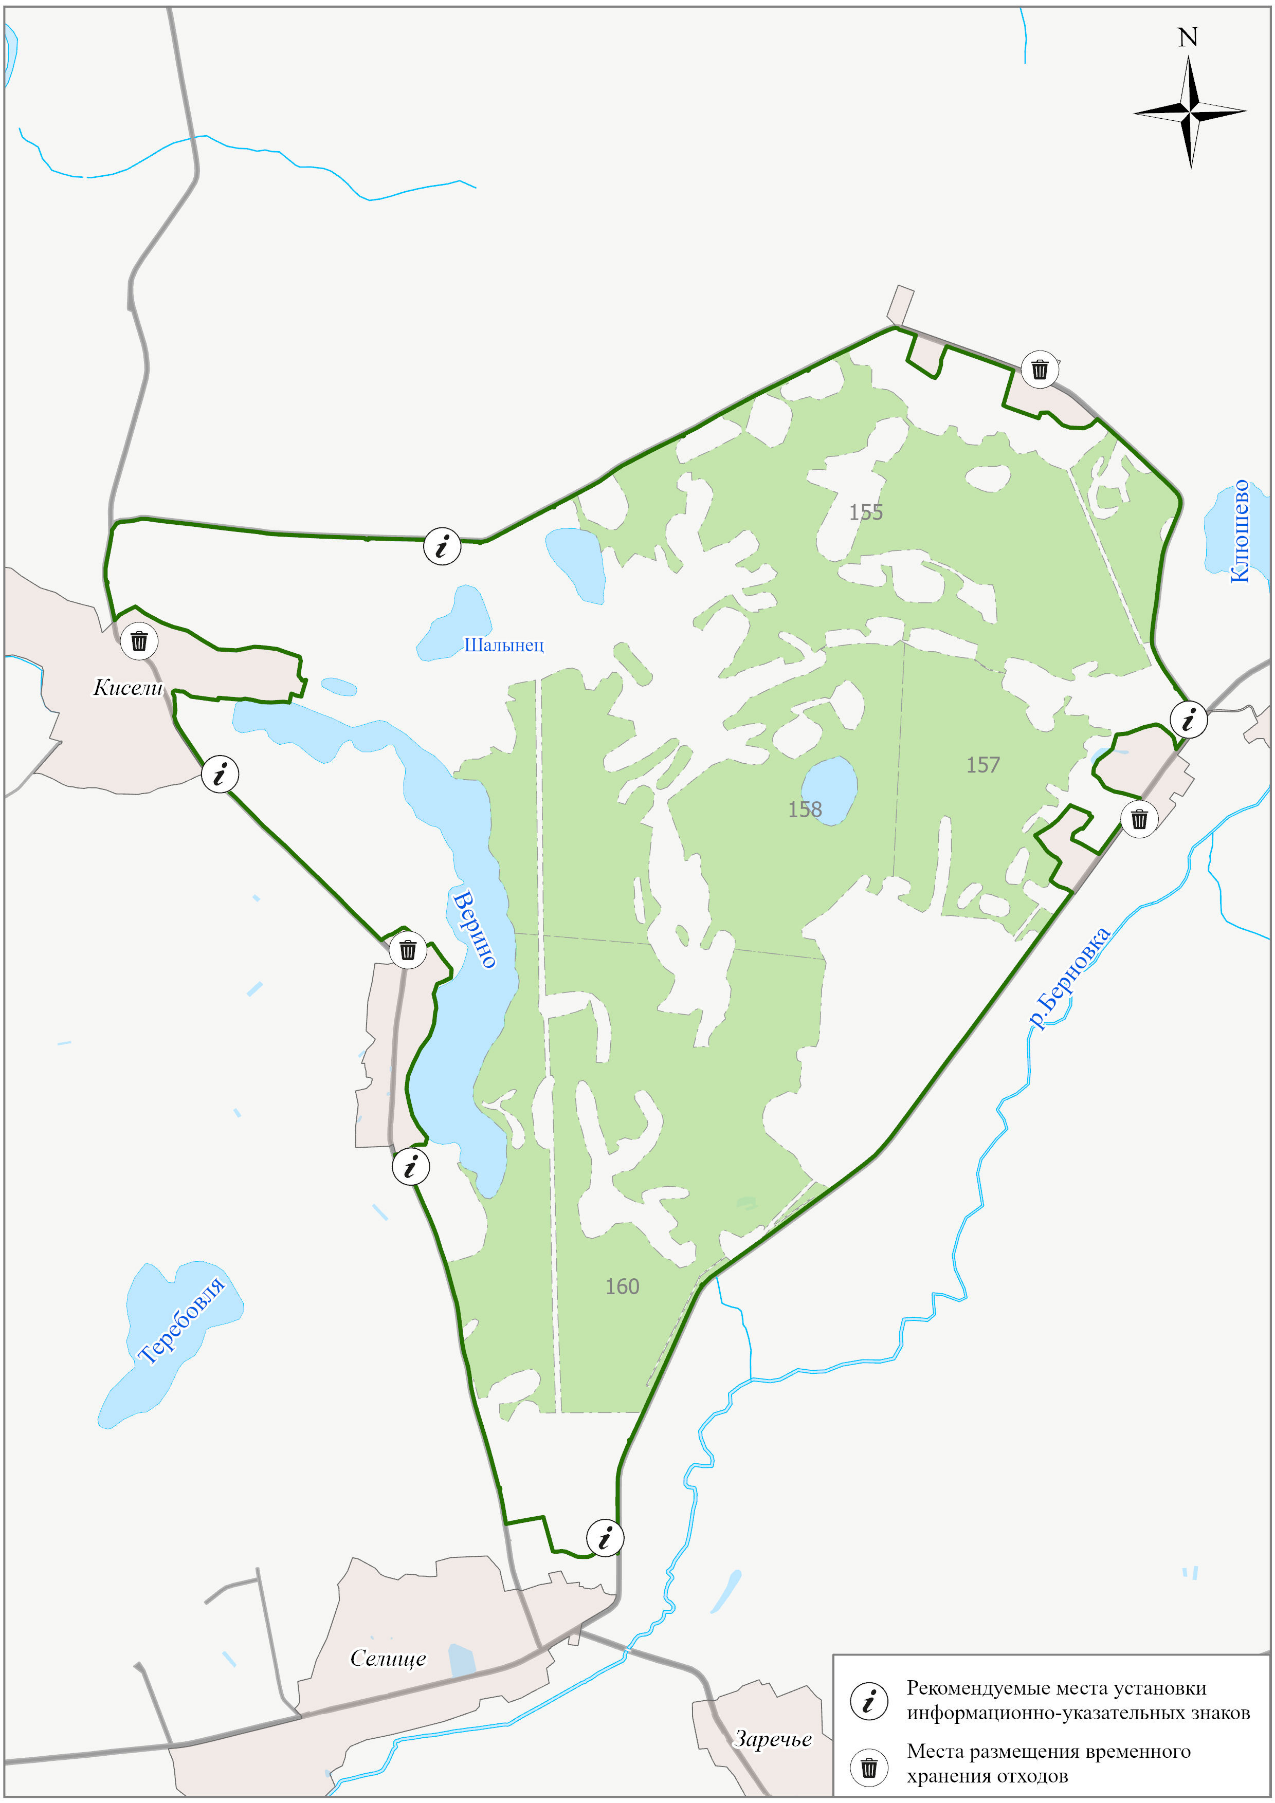 N
155
Клюшево
Шалынец
Кисели
157
158
Верино
р.Берновка
160
Теребовля
Селище
Заречье
i Рекомендуемые места установки
информационно-указательных знаков
Места размещения временного
хранения отходов
i
i
i
i
i